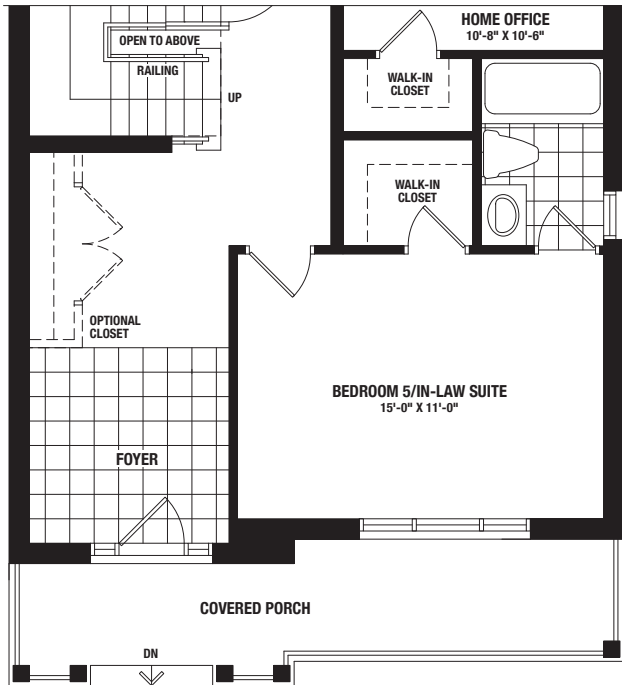 HOME OFFICE
10'-8" X 10'-6"
OPEN TO ABOVE
RAILING
UP
WALK-IN
CLOSET
WALK-IN
CLOSET
OPTIONAL
CLOSET
BEDROOM 5/IN-LAW SUITE
15'-0" X 11'-0"
FOYER
COVERED PORCH
DN